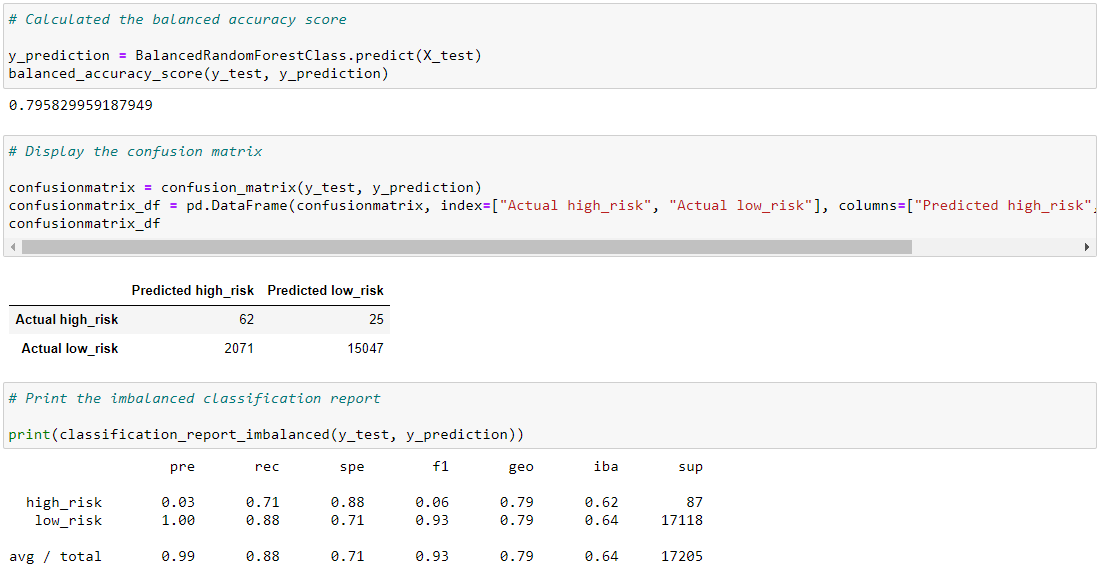 # Calculated the balanced accuracy score
y_prediction = BalancedRandomForestClass.predict(X_test)
balanced_accuracy_score(y_test, y_prediction)
0.795829959187949
# Display the confusion matrix
confusionmatrix = confusion_matrix(y_test, y_prediction)
confusionmatrix_df = pd.DataFrame(confusionmatrix, index=["Actual high_risk", "Actual low_risk"], columns=["Predicted high_risk",
confusionmatrix_df
Predicted high_risk Predicted low_risk
Actual high_risk 62 25
Actual low_risk 2071 15047
# Print the imbalanced classification report
print(classification_report_imbalanced(y_test, y_prediction))
pre rec spe f1 geo iba sup
high_risk 0.03 0.71 0.88 0.06 0.79 0.62 87
low_risk 1.00 0.88 0.71 0.93 0.79 0.64 17118
avg / total 0.99 0.88 0.71 0.93 0.79 0.64 17205